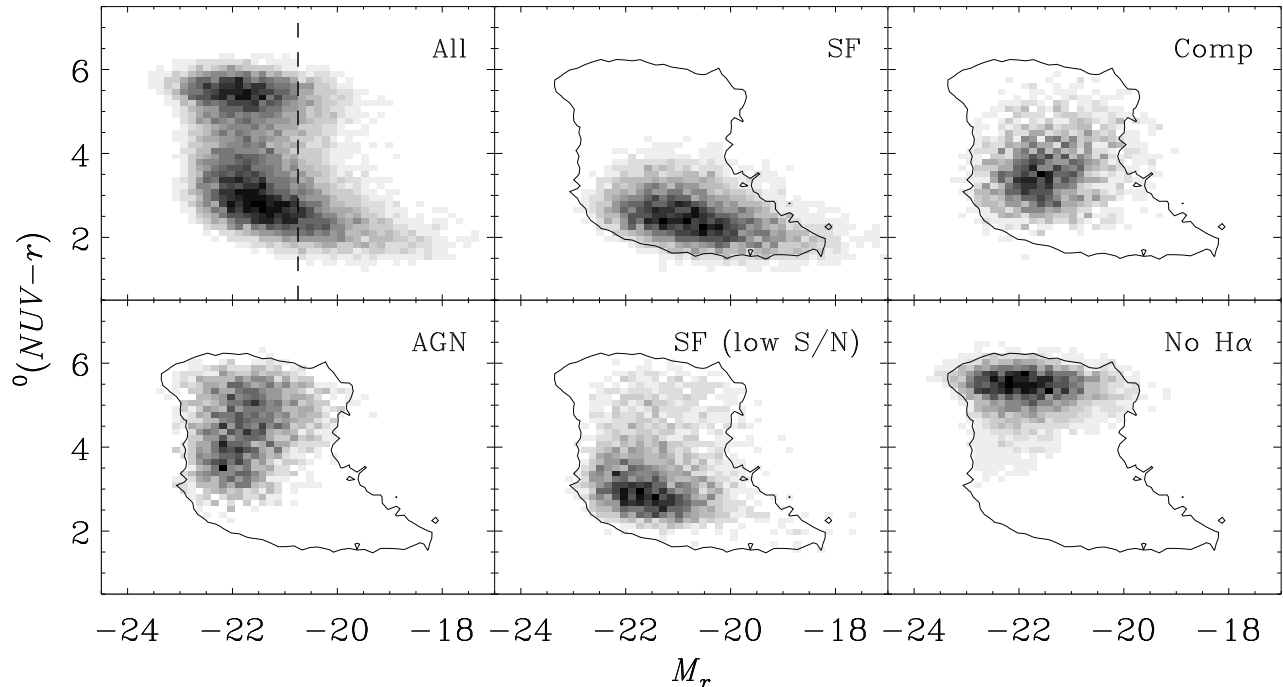 All
SF
Comp
6
4
2
AGN
SF (low S/N)
No Hα
6
4
2
⁰(NUV−r)
−24 −22 −20 −18 −24 −22 −20 −18 −24 −22 −20 −18
M_r